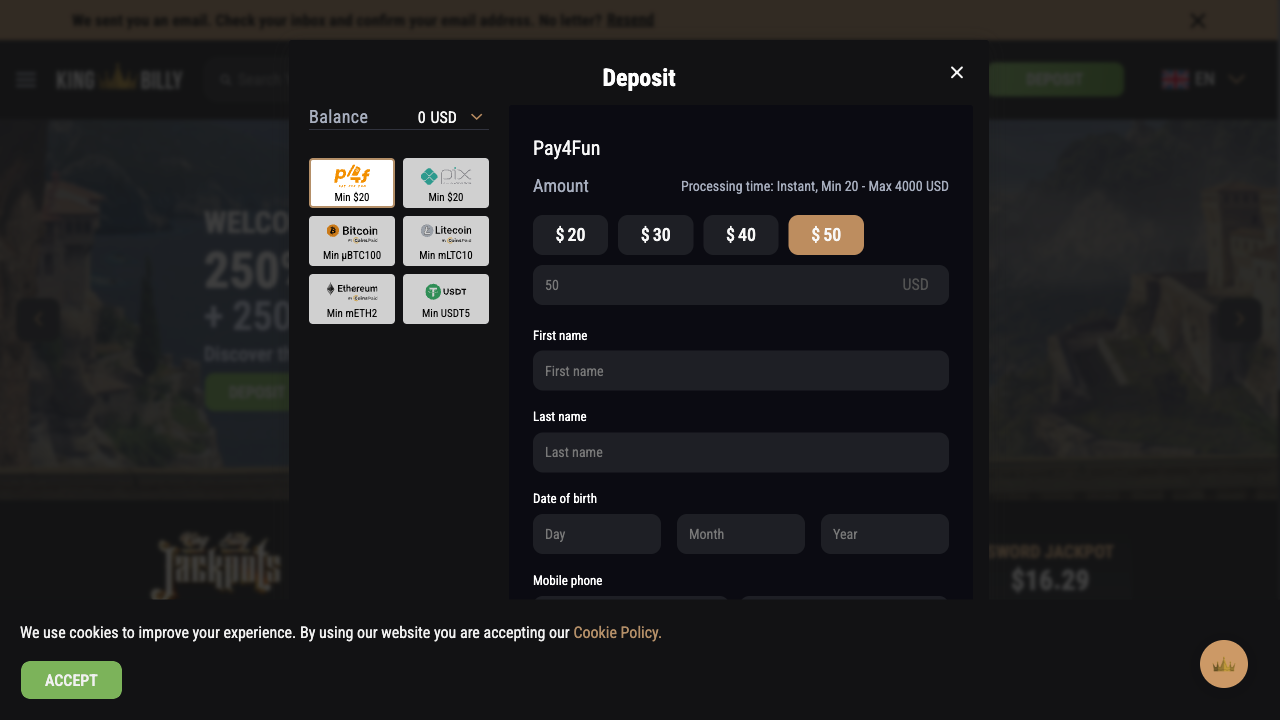 We sent you an email. Check your inbox and confirm your email address. No letter? Resend
KING BILLY
Search
DEPOSIT
EN
Deposit
Balance
0 USD
p4f
Min $20
pix
Min $20
Bitcoin
Min µBTC100
Litecoin
Min mLTC10
Ethereum
Min mETH2
USDT
Min USDT5
Pay4Fun
Amount
Processing time: Instant, Min 20 - Max 4000 USD
$ 20
$ 30
$ 40
$ 50
50
USD
First name
First name
Last name
Last name
Date of birth
Day
Month
Year
Mobile phone
WELCO
250%
+ 250
Discover th
DEPOSIT
Jackpots
SWORD JACKPOT
$16.29
We use cookies to improve your experience. By using our website you are accepting our Cookie Policy.
ACCEPT